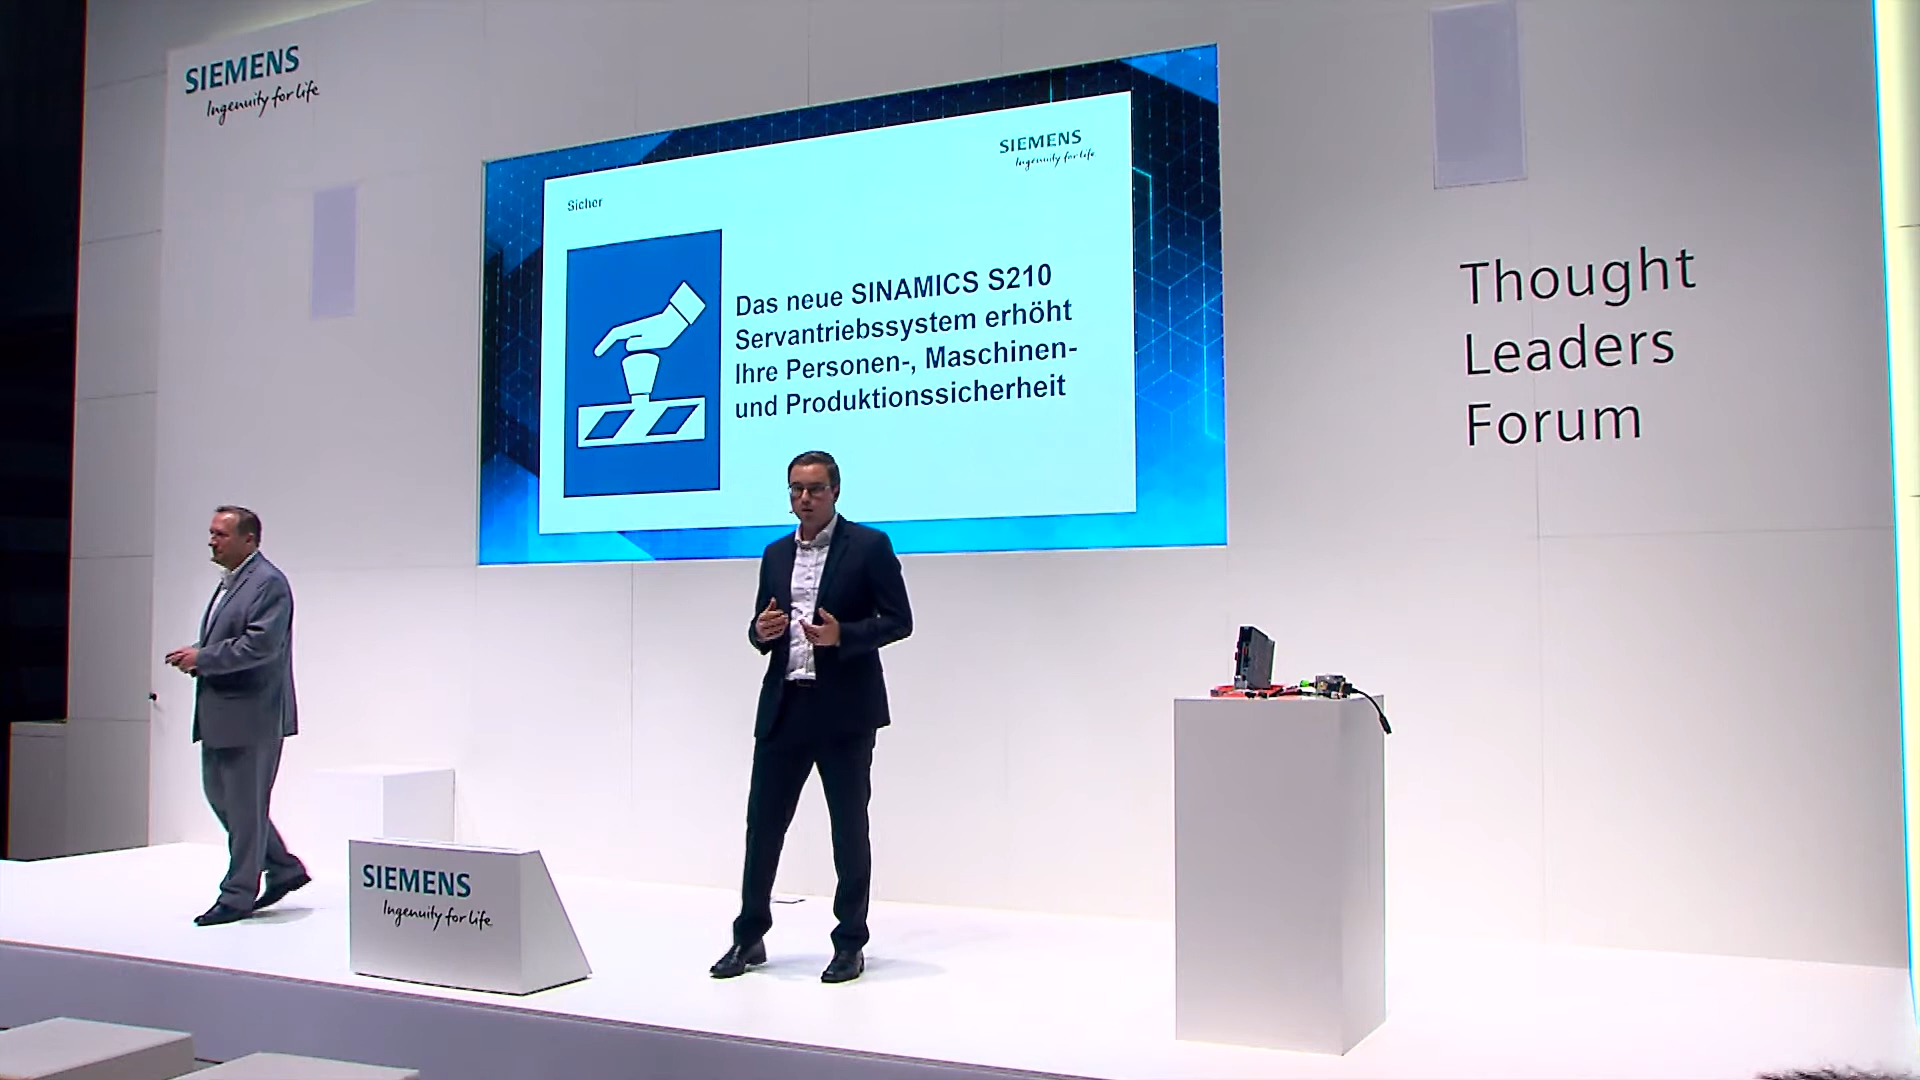 SIEMENS
Ingenuity for life
SIEMENS
Ingenuity for life
Sicher
Das neue SINAMICS S210
Servantriebssystem erhöht
Ihre Personen-, Maschinen-
und Produktionssicherheit
Thought
Leaders
Forum
SIEMENS
Ingenuity for life